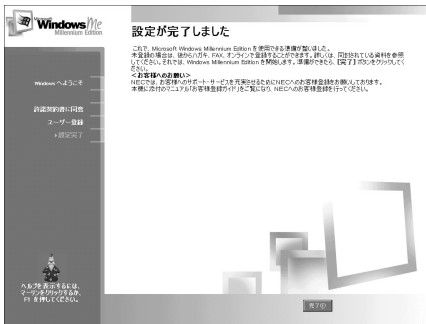 Microsoft
Windows Me
Millennium Edition
Windows へようこそ
許諾契約書に同意
ユーザー登録
設定完了
ヘルプを表示するには、
マーリンをクリックするか、
F1 を押してください。
設定が完了しました
これで、Microsoft Windows Millennium Edition を使用できる準備が整いました。
未登録の場合は、後からハガキ、FAX、オンラインで登録することができます。詳しくは、同封されている資料を参照
してください。それでは、Windows Millennium Edition を開始します。準備ができたら、[完了] ボタンをクリックしてく
ださい。
<お客様へのお願い>
NECでは、お客様へのサポート・サービスを充実させるためにNECへのお客様登録をお願いしております。
本機に添付のマニュアル「お客様登録ガイド」をご覧になり、NECへのお客様登録を行ってください。
完了(F)